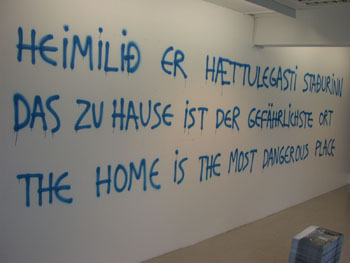 HEIMILIÐ ER HÆTTULEGASTI STAÐURINN
DAS ZU HAUSE IST DER GEFÄHRLICHSTE ORT
THE HOME IS THE MOST DANGEROUS PLACE